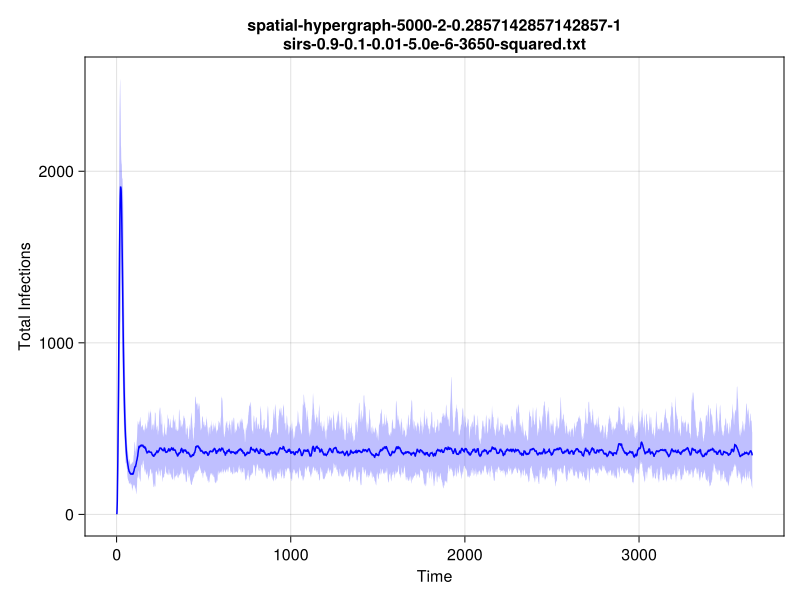 spatial-hypergraph-5000-2-0.2857142857142857-1
sirs-0.9-0.1-0.01-5.0e-6-3650-squared.txt
Total Infections
2000
1000
0
0
1000
2000
3000
Time